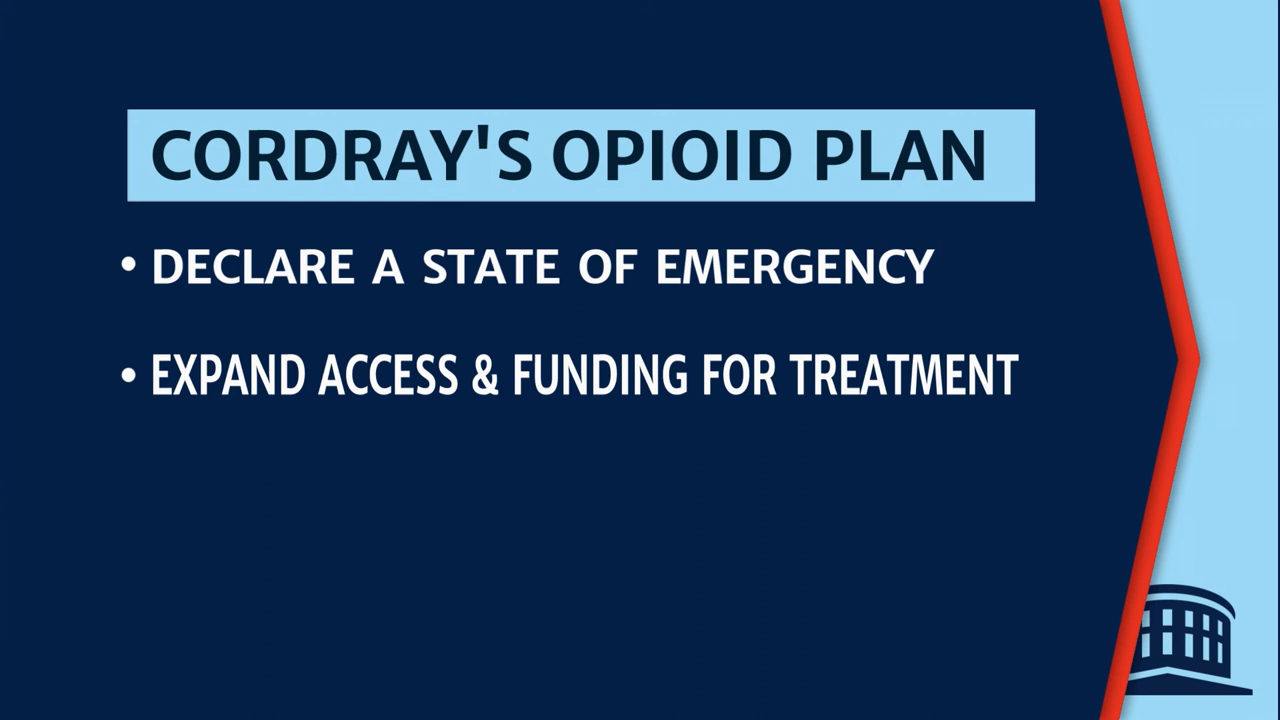 CORDRAY'S OPIOID PLAN
• DECLARE A STATE OF EMERGENCY
• EXPAND ACCESS & FUNDING FOR TREATMENT